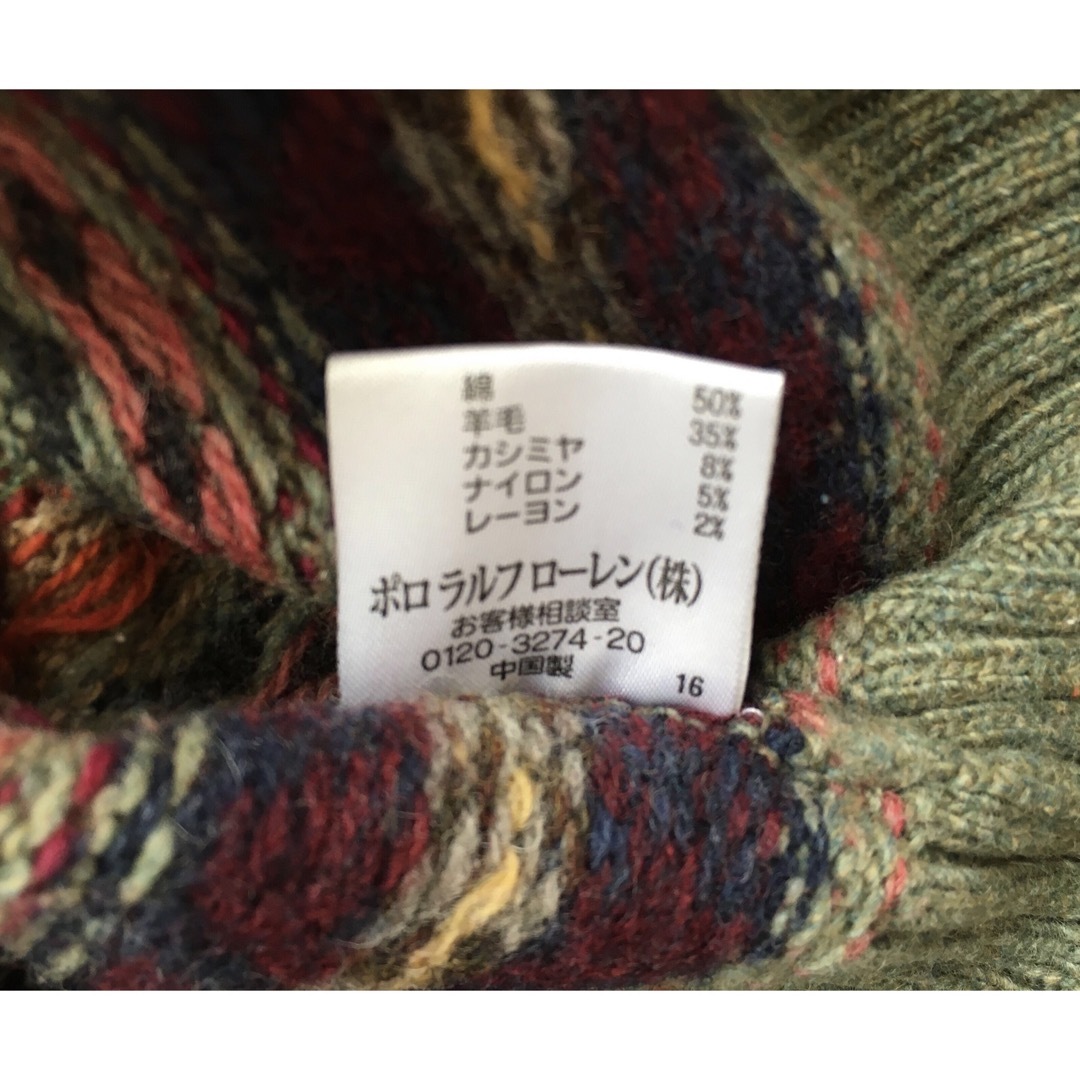 綿 50%
羊毛 35%
カシミヤ 8%
ナイロン 5%
レーヨン 2%
ポロ ラルフ ローレン(株)
お客様相談室
0120-3274-20
中国製
16